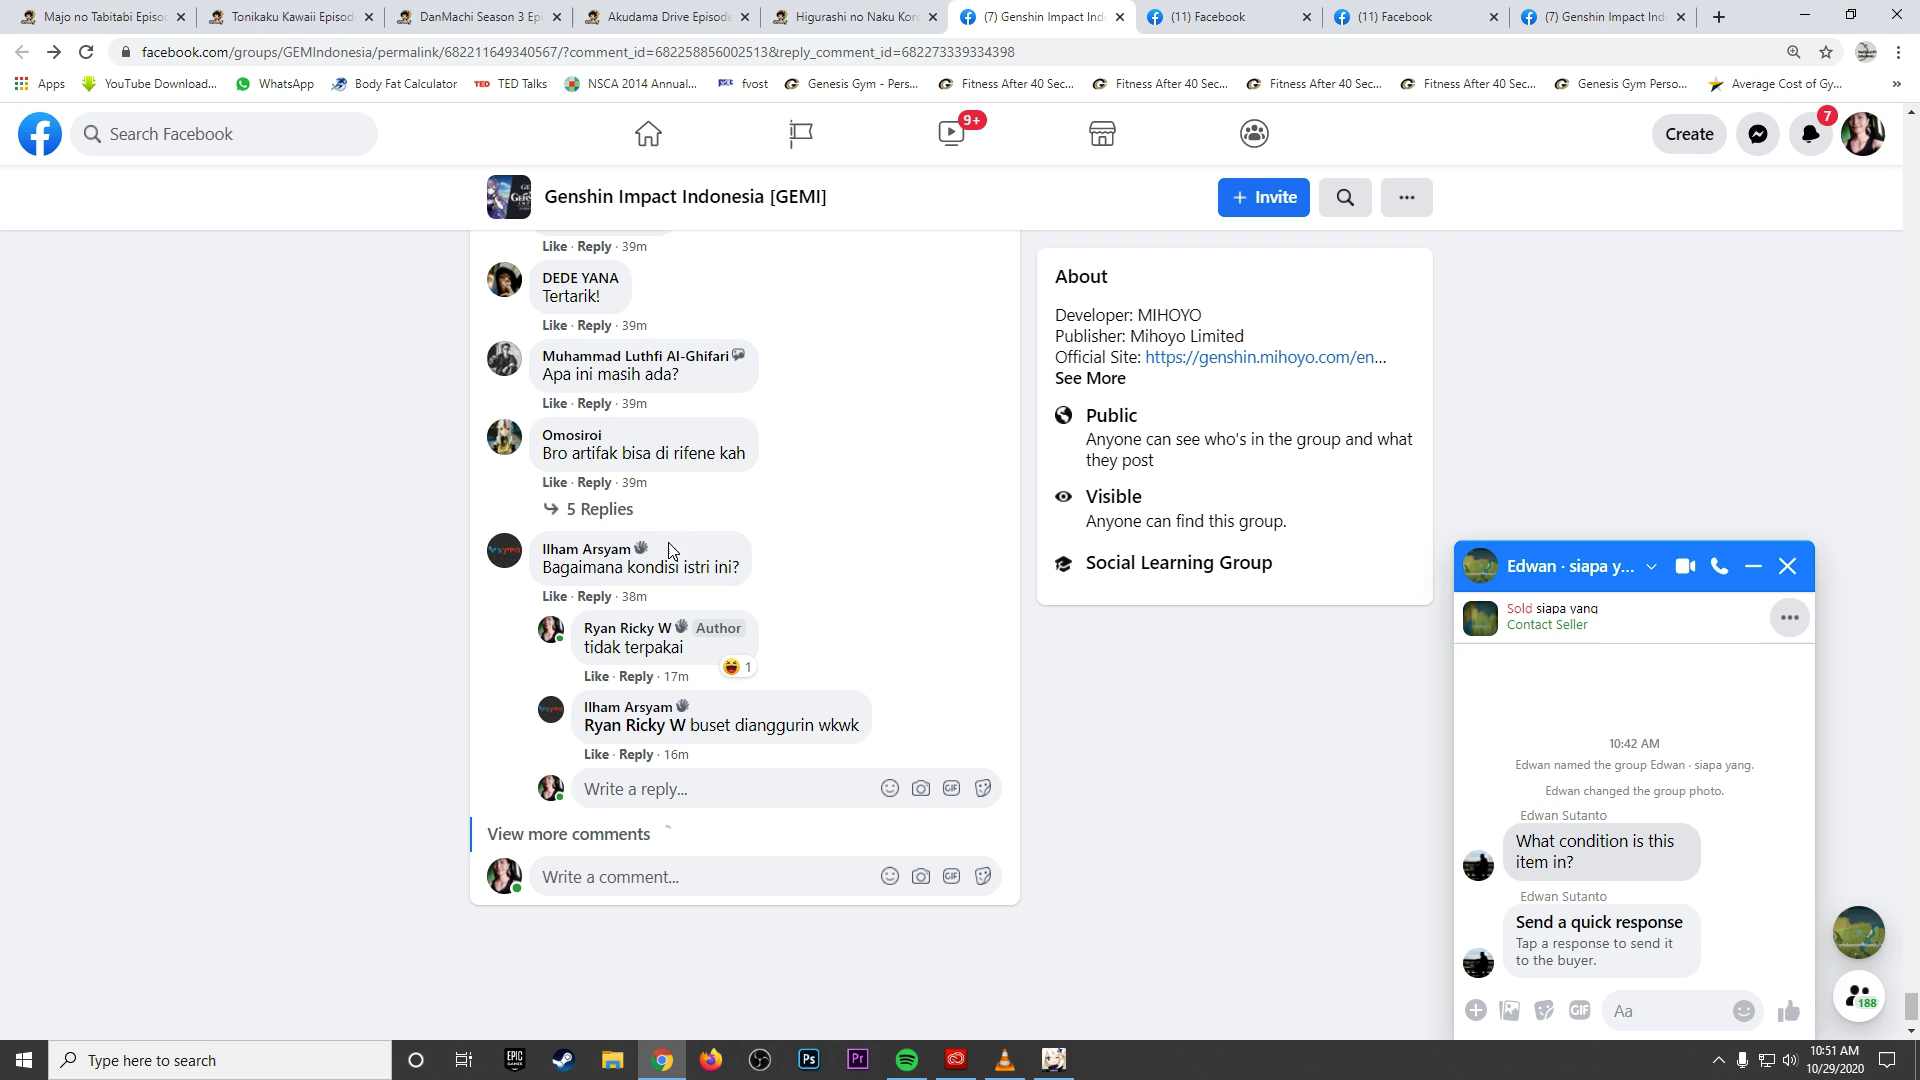 Majo no Tabitabi Episoc
Tonikaku Kawaii Episod
DanMachi Season 3 Ep
Akudama Drive Episode
Higurashi no Naku Kor
(7) Genshin Impact Ind
(11) Facebook
(11) Facebook
(7) Genshin Impact Ind
facebook.com/groups/GEMIndonesia/permalink/682211649340567/?comment_id=682258856002513&reply_comment_id=682273339334398
Apps
YouTube Download...
WhatsApp
Body Fat Calculator
TED TED Talks
NSCA 2014 Annual...
fvost
Genesis Gym - Pers...
Fitness After 40 Sec...
Fitness After 40 Sec...
Fitness After 40 Sec...
Fitness After 40 Sec...
Genesis Gym Perso...
Average Cost of Gy...
Search Facebook
9+
Create
7
Genshin Impact Indonesia [GEMI]
+ Invite
Like · Reply · 39m
DEDE YANA
Tertarik!
Like · Reply · 39m
Muhammad Luthfi Al-Ghifari
Apa ini masih ada?
Like · Reply · 39m
Omosiroi
Bro artifak bisa di rifene kah
Like · Reply · 39m
5 Replies
Ilham Arsyam
Bagaimana kondisi istri ini?
Like · Reply · 38m
Ryan Ricky W Author
tidak terpakai
1
Like · Reply · 17m
Ilham Arsyam
Ryan Ricky W buset dianggurin wkwk
Like · Reply · 16m
Write a reply...
GIF
View more comments
Write a comment...
GIF
About
Developer: MIHOYO
Publisher: Mihoyo Limited
Official Site: https://genshin.mihoyo.com/en...
See More
Public
Anyone can see who's in the group and what
they post
Visible
Anyone can find this group.
Social Learning Group
Edwan · siapa y...
Sold siapa yang
Contact Seller
10:42 AM
Edwan named the group Edwan · siapa yang.
Edwan changed the group photo.
Edwan Sutanto
What condition is this
item in?
Edwan Sutanto
Send a quick response
Tap a response to send it
to the buyer.
GIF
Aa
188
Type here to search
EPIC GAMES
Ps
Pr
10:51 AM
10/29/2020